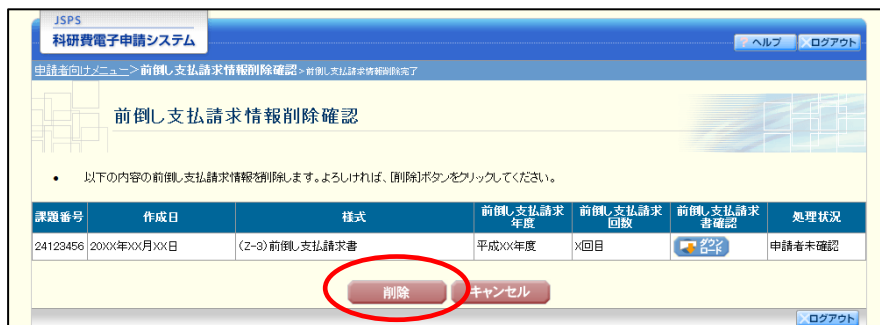 JSPS
科研費電子申請システム
ヘルプ ログアウト
申請者向けメニュー>前倒し支払請求情報削除確認>前倒し支払請求情報削除完了
前倒し支払請求情報削除確認
• 以下の内容の前倒し支払請求情報を削除します。よろしければ、[削除]ボタンをクリックしてください。
課題番号 作成日 様式 前倒し支払請求年度 前倒し支払請求回数 前倒し支払請求書確認 処理状況
24123456 20XX年XX月XX日 (Z-3)前倒し支払請求書 平成XX年度 X回目 ダウンロード 申請者未確認
削除 キャンセル
ログアウト